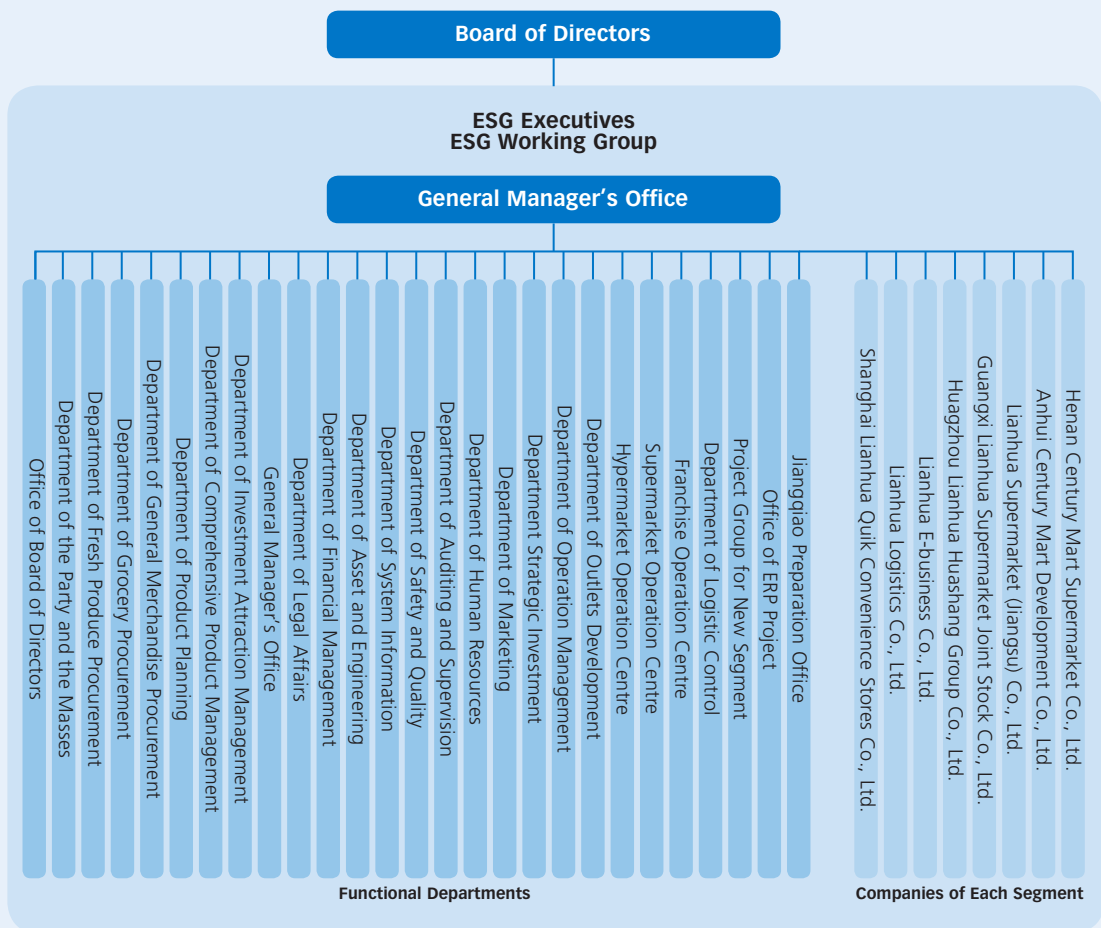 Board of Directors
ESG Executives
ESG Working Group
General Manager's Office
Office of Board of Directors
Department of the Party and the Masses
Department of Fresh Produce Procurement
Department of Grocery Procurement
Department of General Merchandise Procurement
Department of Product Planning
Department of Comprehensive Product Management
Department of Investment Attraction Management
General Manager's Office
Department of Legal Affairs
Department of Financial Management
Department of Asset and Engineering
Department of System Information
Department of Safety and Quality
Department of Auditing and Supervision
Department of Human Resources
Department of Marketing
Department Strategic Investment
Department of Operation Management
Department of Outlets Development
Hypermarket Operation Centre
Supermarket Operation Centre
Franchise Operation Centre
Department of Logistic Control
Project Group for New Segment
Office of ERP Project
Jiangqiao Preparation Office
Shanghai Lianhua Quik Convenience Stores Co., Ltd.
Lianhua Logistics Co., Ltd.
Lianhua E-business Co., Ltd.
Huagzhou Lianhua Huashang Group Co., Ltd.
Guangxi Lianhua Supermarket Joint Stock Co., Ltd.
Lianhua Supermarket (Jiangsu) Co., Ltd.
Anhui Century Mart Development Co., Ltd.
Henan Century Mart Supermarket Co., Ltd.
Functional Departments
Companies of Each Segment